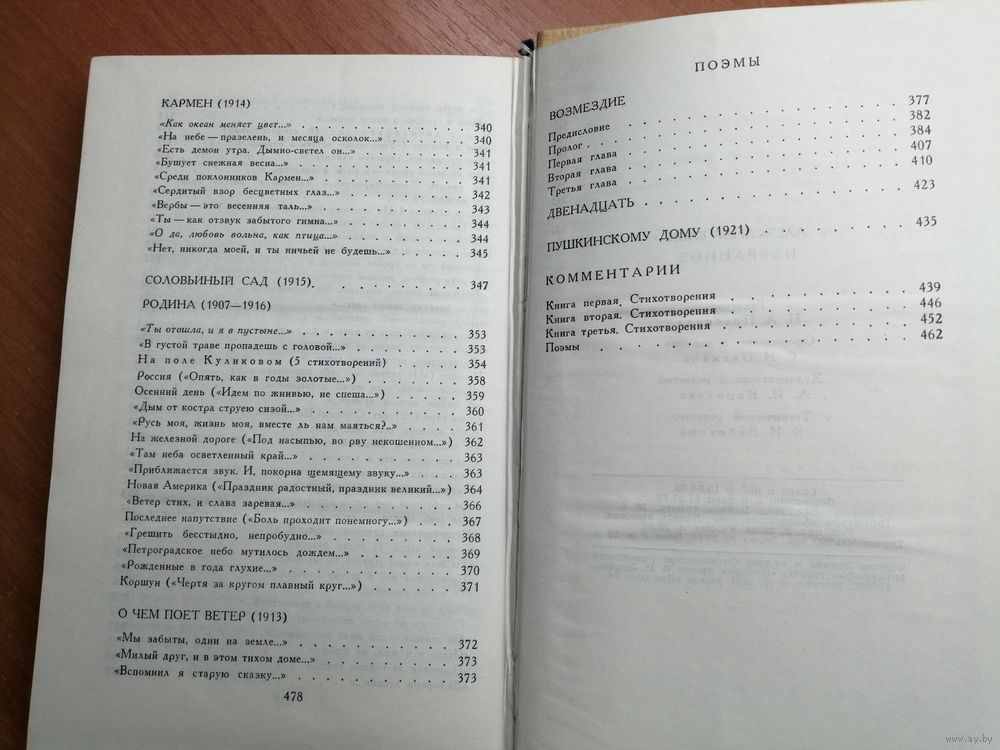 КАРМЕН (1914)
«Как океан меняет цвет...» . . . . . . . . . . . . 340
«На небе — празелень, и месяца осколок...» . . . . . 340
«Есть демон утра. Дымно-светел он...» . . . . . . . 341
«Бушует снежная весна...» . . . . . . . . . . . . 341
«Среди поклонников Кармен...» . . . . . . . . . . 341
«Сердитый взор бесцветных глаз...» . . . . . . . . 342
«Вербы — это весенняя таль...» . . . . . . . . . . 343
«Ты — как отзвук забытого гимна...» . . . . . . . . 344
«О да, любовь вольна, как птица...» . . . . . . . . 344
«Нет, никогда моей, и ты ничьей не будешь...» . . . . 345
СОЛОВЬИНЫЙ САД (1915). . . . . . . . . . . . 347
РОДИНА (1907—1916)
«Ты отошла, и я в пустыне...» . . . . . . . . . . . 353
«В густой траве пропадешь с головой...» . . . . . . . 353
На поле Куликовом (5 стихотворений) . . . . . 354
Россия («Опять, как в годы золотые...») . . . . . . . 358
Осенний день («Идем по жнивью, не спеша...») . . . . 359
«Дым от костра струею сизой...» . . . . . . . . . . 360
«Русь моя, жизнь моя, вместе ль нам маяться?..» . . . . 361
На железной дороге («Под насыпью, во рву некошенном...») 362
«Там неба осветленный край...» . . . . . . . . . . 363
«Приближается звук. И, покорна щемящему звуку...» . . . 363
Новая Америка («Праздник радостный, праздник великий...») 364
«Ветер стих, и слава заревая...» . . . . . . . . . . 366
Последнее напутствие («Боль проходит понемногу...») . . . 367
«Грешить бесстыдно, непробудно...» . . . . . . . . . 368
«Петроградское небо мутилось дождем...» . . . . . . . 369
«Рожденные в года глухие...» . . . . . . . . . . . 370
Коршун («Чертя за кругом плавный круг...») . . . . . . 371
О ЧЕМ ПОЕТ ВЕТЕР (1913)
«Мы забыты, одни на земле...» . . . . . . . . . . . 372
«Милый друг, и в этом тихом доме...» . . . . . . . . 373
«Вспомнил я старую сказку...» . . . . . . . . . . . 373
478
ПОЭМЫ
ВОЗМЕЗДИЕ
Предисловие . . . . . . . . . . . . . . . . 377
Пролог . . . . . . . . . . . . . . . . . . 382
Первая глава . . . . . . . . . . . . . . . . 384
Вторая глава . . . . . . . . . . . . . . . . 407
Третья глава . . . . . . . . . . . . . . . . 410
ДВЕНАДЦАТЬ . . . . . . . . . . . . . . . . 423
ПУШКИНСКОМУ ДОМУ (1921) . . . . . . . . . . 435
КОММЕНТАРИИ
Книга первая. Стихотворения . . . . . . . . . . . 439
Книга вторая. Стихотворения . . . . . . . . . . . 446
Книга третья. Стихотворения . . . . . . . . . . . 452
Поэмы . . . . . . . . . . . . . . . . . . 462
www.ay.by